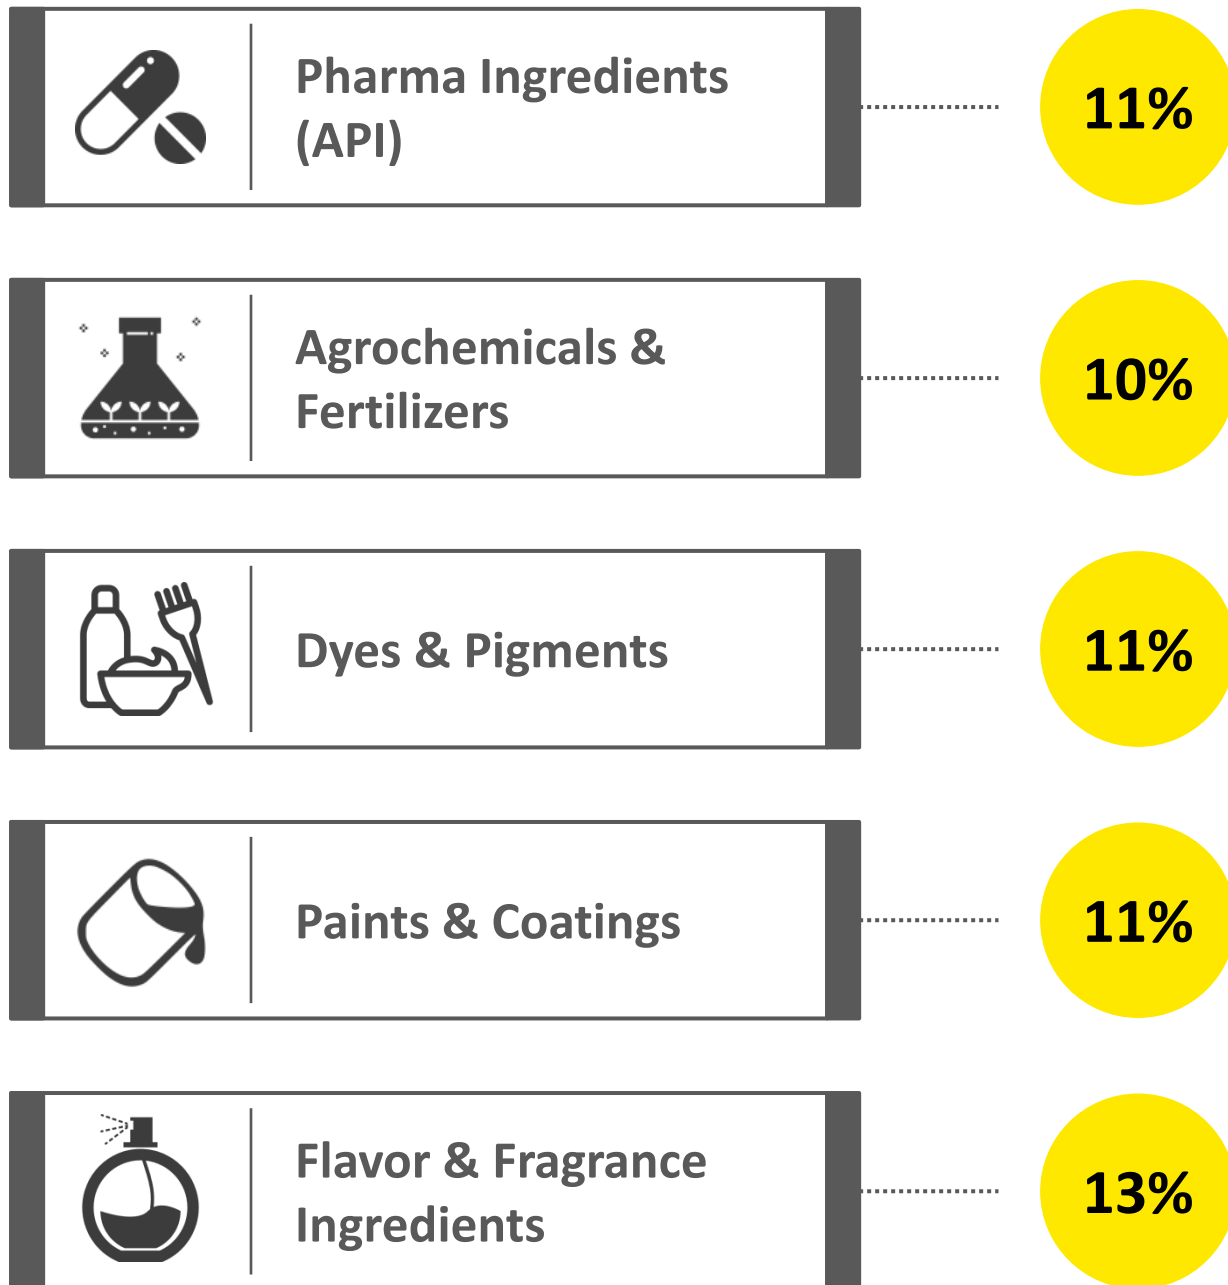 Pharma Ingredients
(API)
11%
Agrochemicals &
Fertilizers
10%
Dyes & Pigments
11%
Paints & Coatings
11%
Flavor & Fragrance
Ingredients
13%